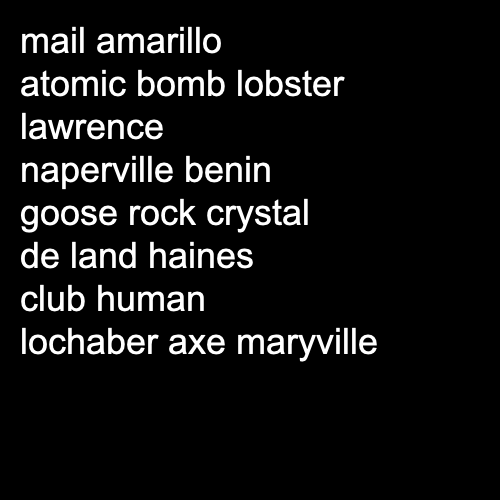 mail amarillo
atomic bomb lobster
lawrence
naperville benin
goose rock crystal
de land haines
club human
lochaber axe maryville